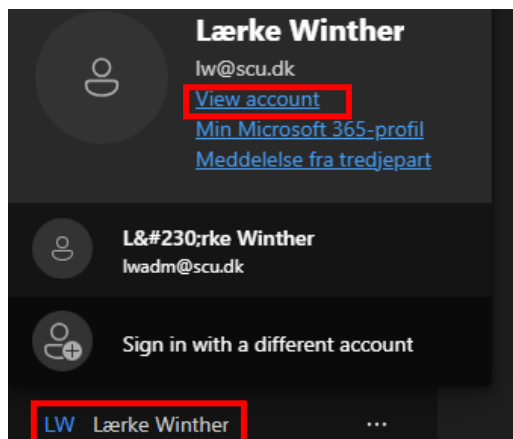 Lærke Winther
lw@scu.dk
View account
Min Microsoft 365-profil
Meddelelse fra tredjepart
L&#230;rke Winther
lwadm@scu.dk
Sign in with a different account
LW Lærke Winther ...